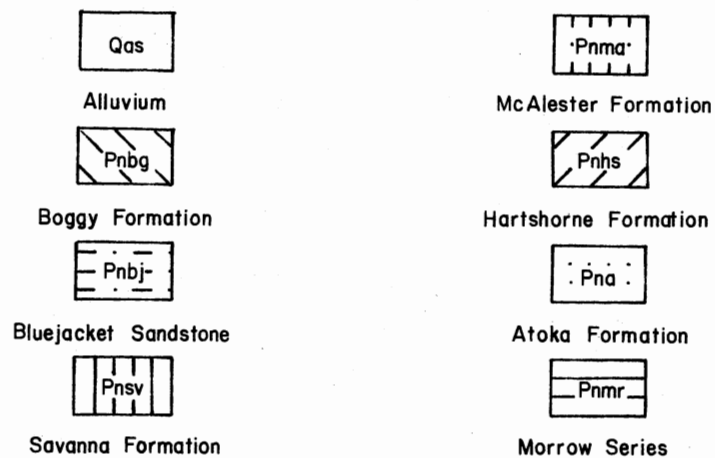 Qas
Alluvium
Pnbg
Boggy Formation
Pnbj
Bluejacket Sandstone
Pnsv
Savanna Formation
Pnma
McAlester Formation
Pnhs
Hartshorne Formation
Pna
Atoka Formation
Pnmr
Morrow Series